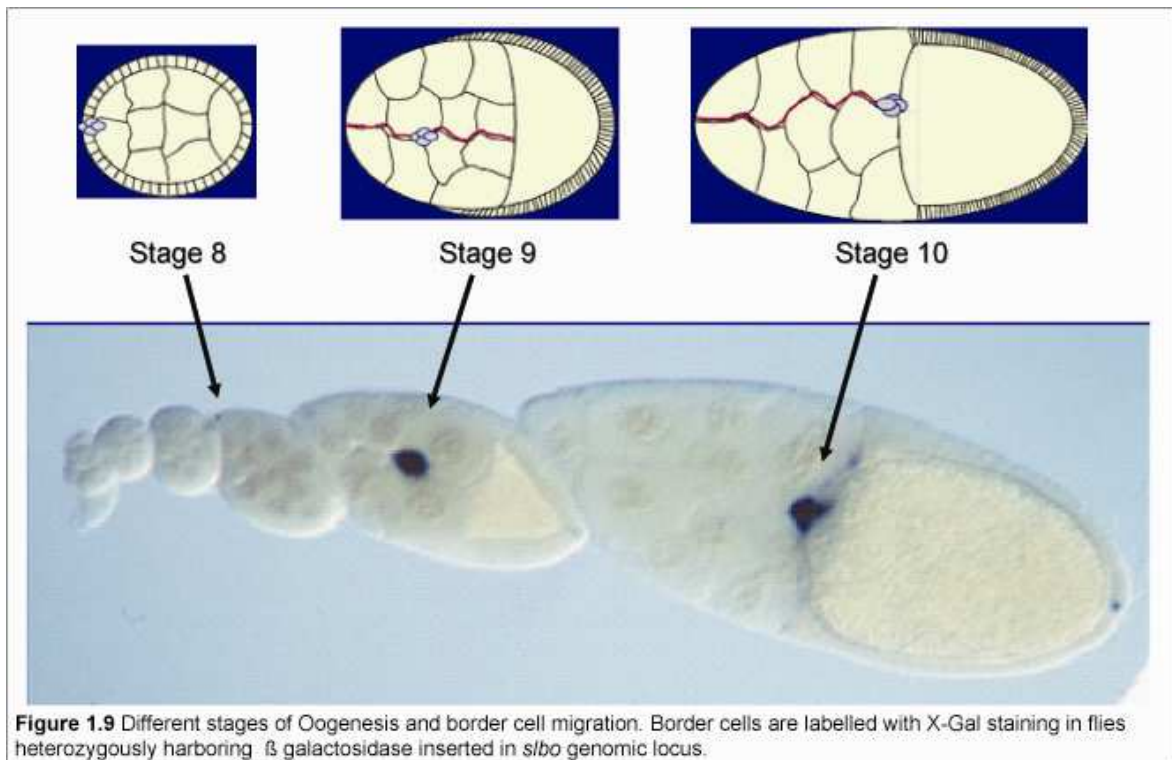 Stage 8
Stage 9
Stage 10
Figure 1.9 Different stages of Oogenesis and border cell migration. Border cells are labelled with X-Gal staining in flies
heterozygously harboring ß galactosidase inserted in slbo genomic locus.